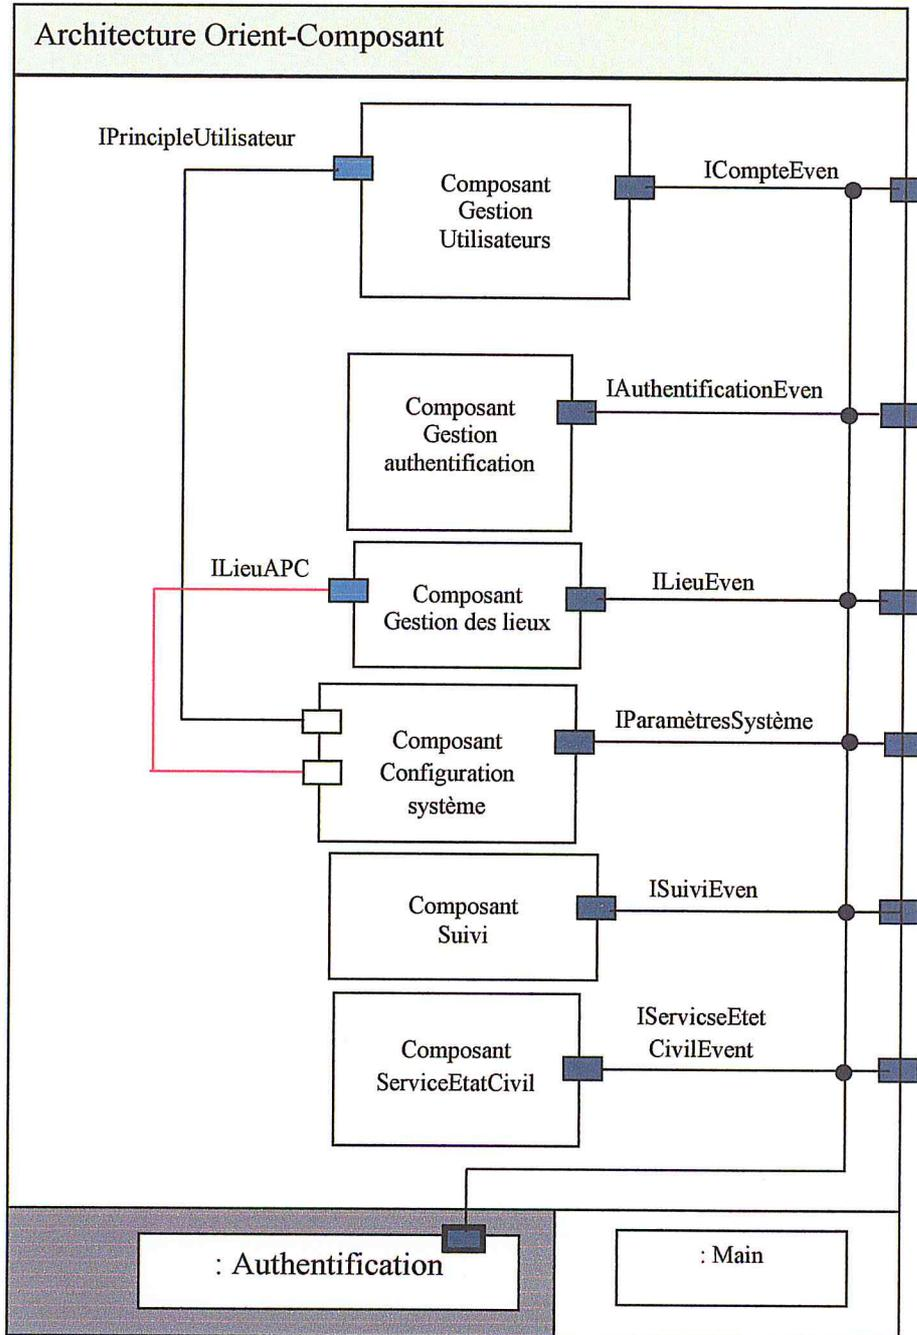 Architecture Orient-Composant
IPrincipleUtilisateur
Composant
Gestion
Utilisateurs
ICompteEven
Composant
Gestion
authentification
IAuthentificationEven
ILieuAPC
Composant
Gestion des lieux
ILieuEven
Composant
Configuration
système
IParamètresSystème
Composant
Suivi
ISuiviEven
Composant
ServiceEtatCivil
IServicseEtet
CivilEvent
: Authentification
: Main